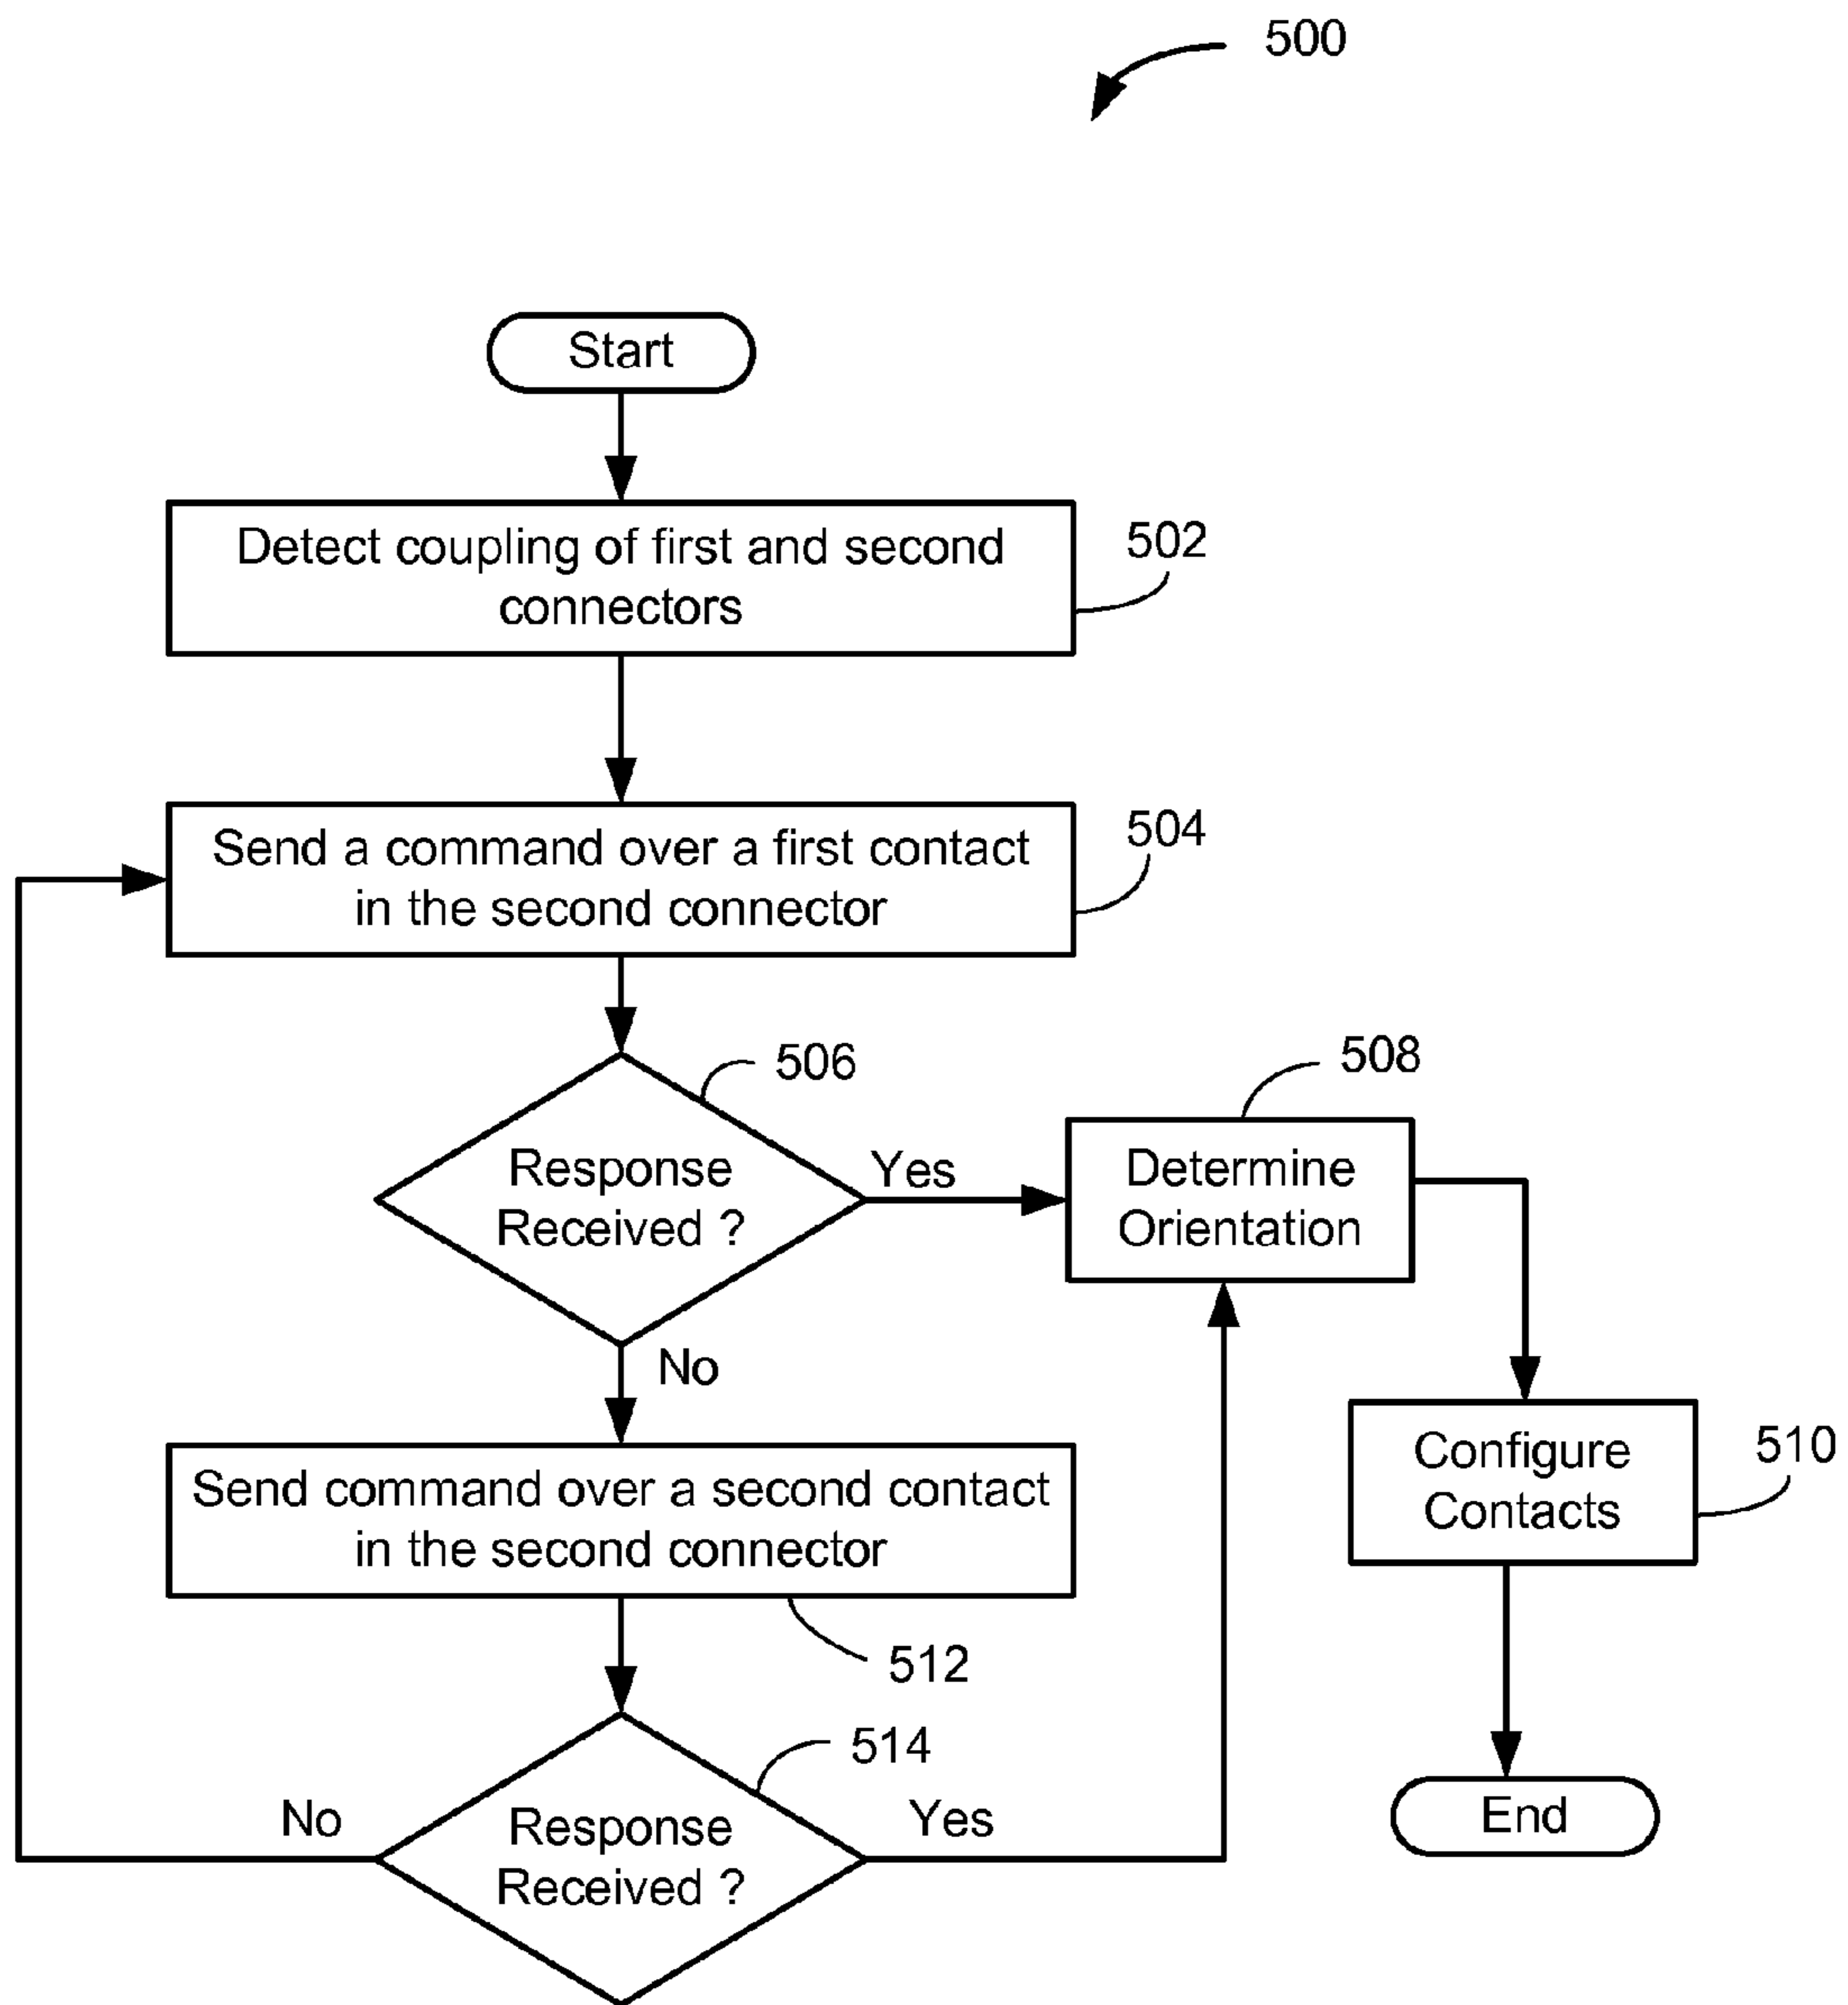 500
Start
Detect coupling of first and second
connectors
502
Send a command over a first contact
in the second connector
504
506
Response
Received ?
Yes
No
508
Determine
Orientation
Configure
Contacts
510
Send command over a second contact
in the second connector
512
514
Response
Received ?
No
Yes
End